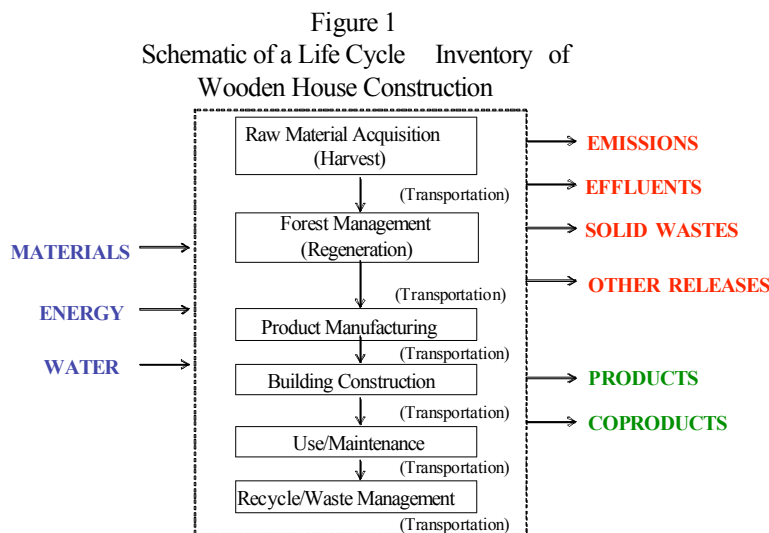 Figure 1
Schematic of a Life Cycle Inventory of
Wooden House Construction
Raw Material Acquisition
(Harvest)
(Transportation)
Forest Management
(Regeneration)
(Transportation)
Product Manufacturing
(Transportation)
Building Construction
(Transportation)
Use/Maintenance
(Transportation)
Recycle/Waste Management
(Transportation)
MATERIALS
ENERGY
WATER
EMISSIONS
EFFLUENTS
SOLID WASTES
OTHER RELEASES
PRODUCTS
COPRODUCTS